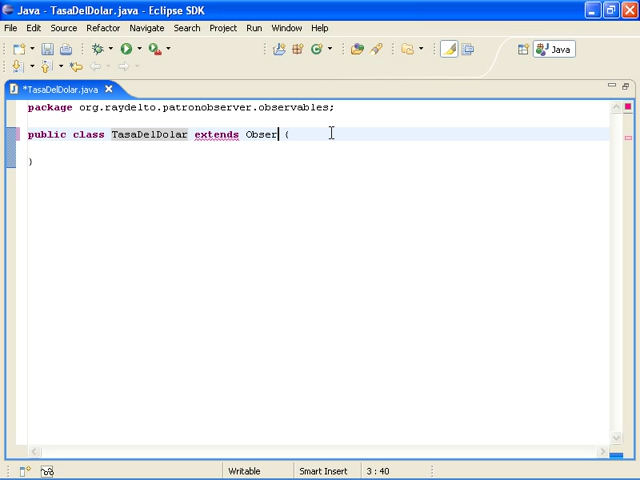 Java - TasaDelDolar.java - Eclipse SDK
File Edit Source Refactor Navigate Search Project Run Window Help
Java
*TasaDelDolar.java
package org.raydelto.patronobserver.observables;
public class TasaDelDolar extends Obser {
}
Writable Smart Insert 3 : 40